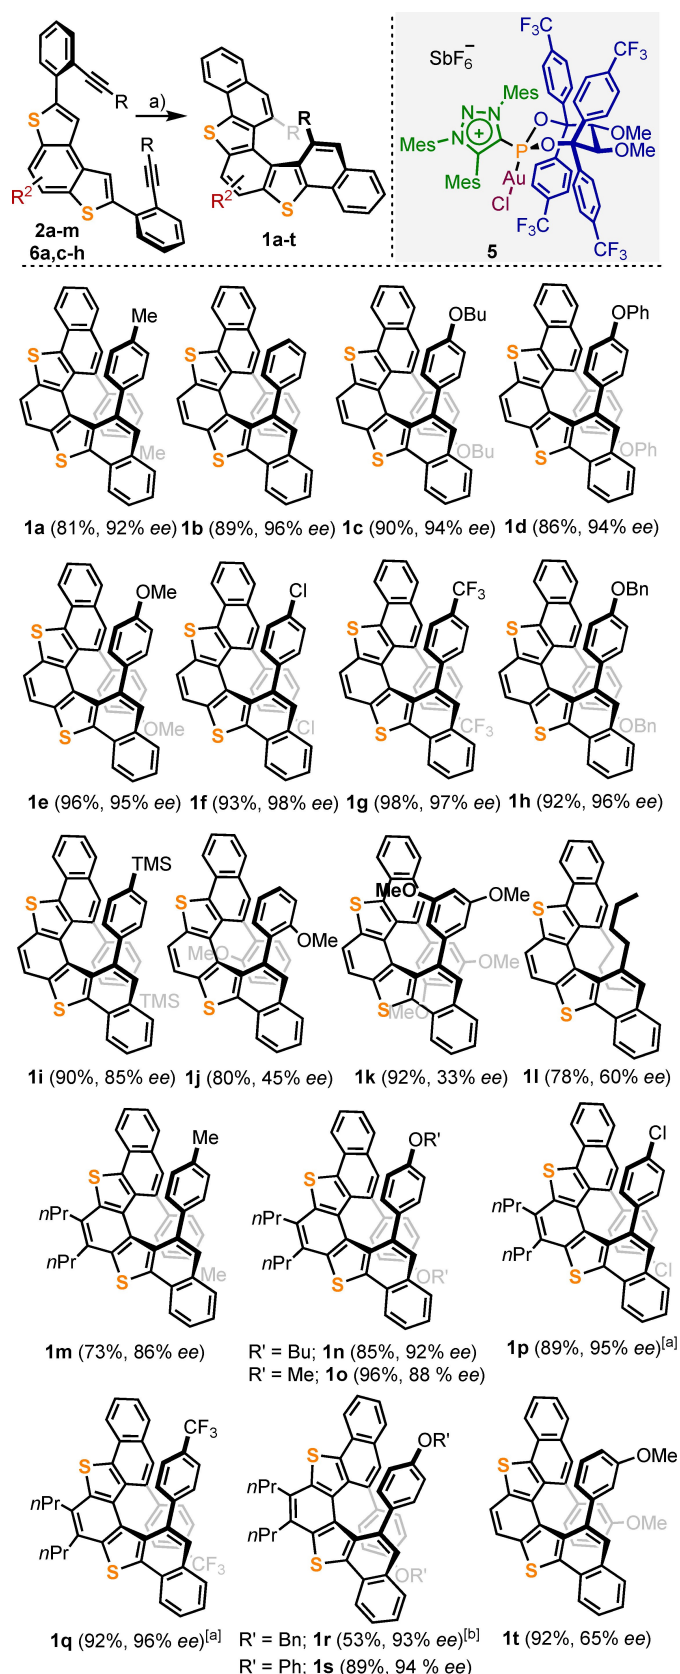 SbF6−
CF3
F3C
CF3
Mes
N
N
N
+
Mes
Mes
P
O
O
OMe
OMe
Au
Cl
F3C
CF3
5
R
R
S
S
R2
2a-m
6a,c-h
a)
R
R
S
S
R2
1a-t
Me
S
S
Me
S
S
OBu
S
S
OBu
OPh
S
S
OPh
1a (81%, 92% ee) 1b (89%, 96% ee) 1c (90%, 94% ee) 1d (86%, 94% ee)
OMe
S
S
OMe
Cl
S
S
Cl
CF3
S
S
CF3
OBn
S
S
OBn
1e (96%, 95% ee) 1f (93%, 98% ee) 1g (98%, 97% ee) 1h (92%, 96% ee)
TMS
S
S
TMS
S
S
OMe
MeO
MeO
OMe
S
S
OMe
MeO
S
S
1i (90%, 85% ee) 1j (80%, 45% ee) 1k (92%, 33% ee) 1l (78%, 60% ee)
Me
S
nPr
nPr
S
Me
OR'
S
nPr
nPr
S
OR'
Cl
S
nPr
nPr
S
Cl
1m (73%, 86% ee)
R' = Bu; 1n (85%, 92% ee)
R' = Me; 1o (96%, 88 % ee)
1p (89%, 95% ee)[a]
CF3
S
nPr
nPr
S
CF3
OR'
S
nPr
nPr
S
OR'
OMe
S
S
OMe
1q (92%, 96% ee)[a]
R' = Bn; 1r (53%, 93% ee)[b]
R' = Ph; 1s (89%, 94 % ee)
1t (92%, 65% ee)